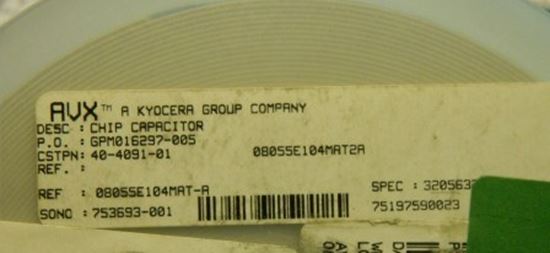 AVX™ A KYOCERA GROUP COMPANY
DESC : CHIP CAPACITOR
P.O. : GPM016297-005
CSTPN: 40-4091-01 08055E104MAT2A
REF. :
REF : 08055E104MAT-A SPEC : 3205632
SONO : 753693-001 75197590023